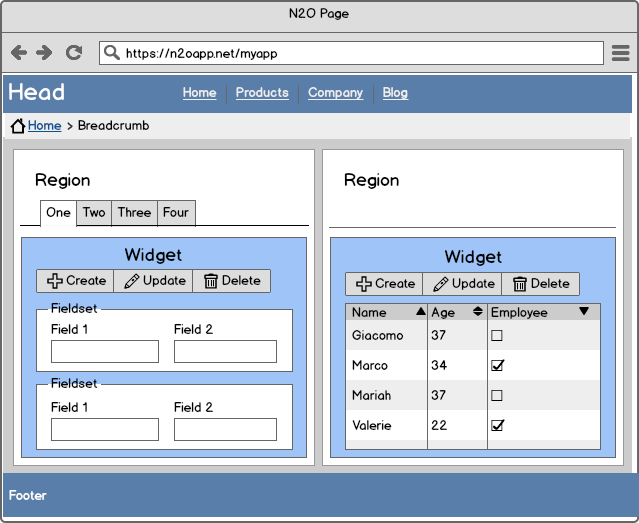 N2O Page
https://n2oapp.net/myapp
Head
Home Products Company Blog
Home > Breadcrumb
Region
One Two Three Four
Widget
Create Update Delete
Fieldset
Field 1 Field 2
Fieldset
Field 1 Field 2
Region
Widget
Create Update Delete
Name Age Employee
Giacomo 37
Marco 34
Mariah 37
Valerie 22
Footer